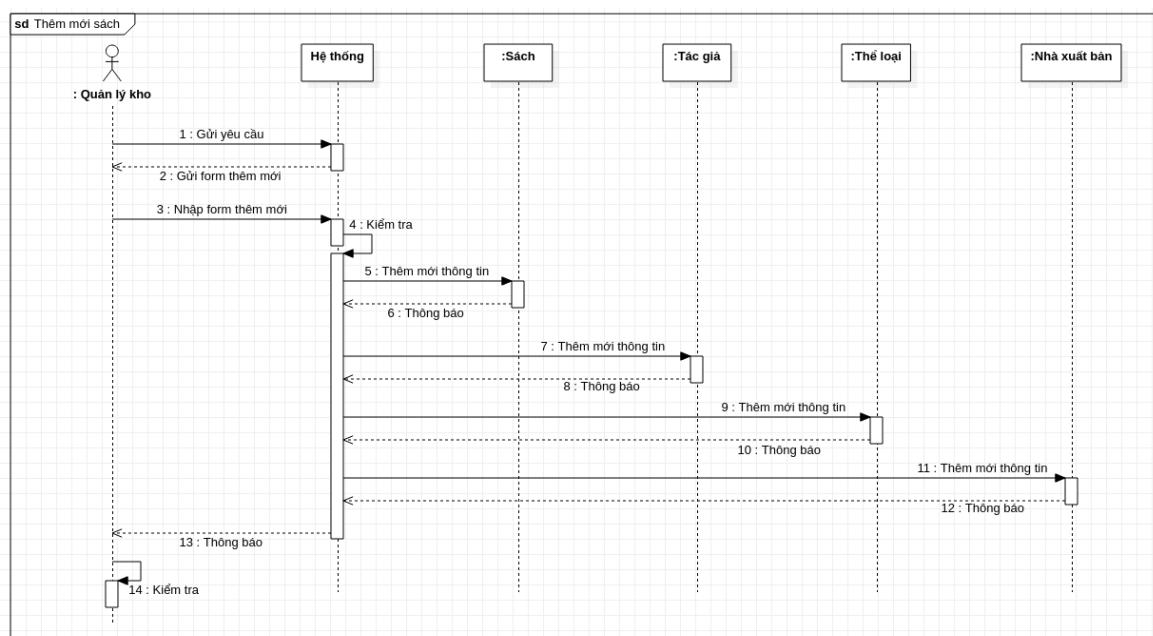 sd Thêm mới sách
Hệ thống
:Sách
:Tác giả
:Thể loại
:Nhà xuất bản
: Quản lý kho
1 : Gửi yêu cầu
2 : Gửi form thêm mới
3 : Nhập form thêm mới
4 : Kiểm tra
5 : Thêm mới thông tin
6 : Thông báo
7 : Thêm mới thông tin
8 : Thông báo
9 : Thêm mới thông tin
10 : Thông báo
11 : Thêm mới thông tin
12 : Thông báo
13 : Thông báo
14 : Kiểm tra